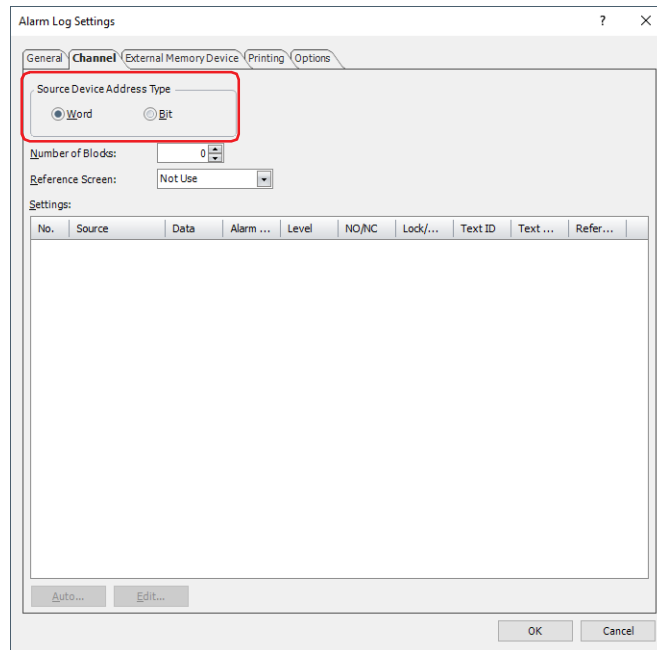 Alarm Log Settings ? ×
General Channel External Memory Device Printing Options
Source Device Address Type
Word Bit
Number of Blocks: 0
Reference Screen: Not Use
Settings:
No. Source Data Alarm ... Level NO/NC Lock/... Text ID Text ... Refer...
Auto... Edit...
OK Cancel